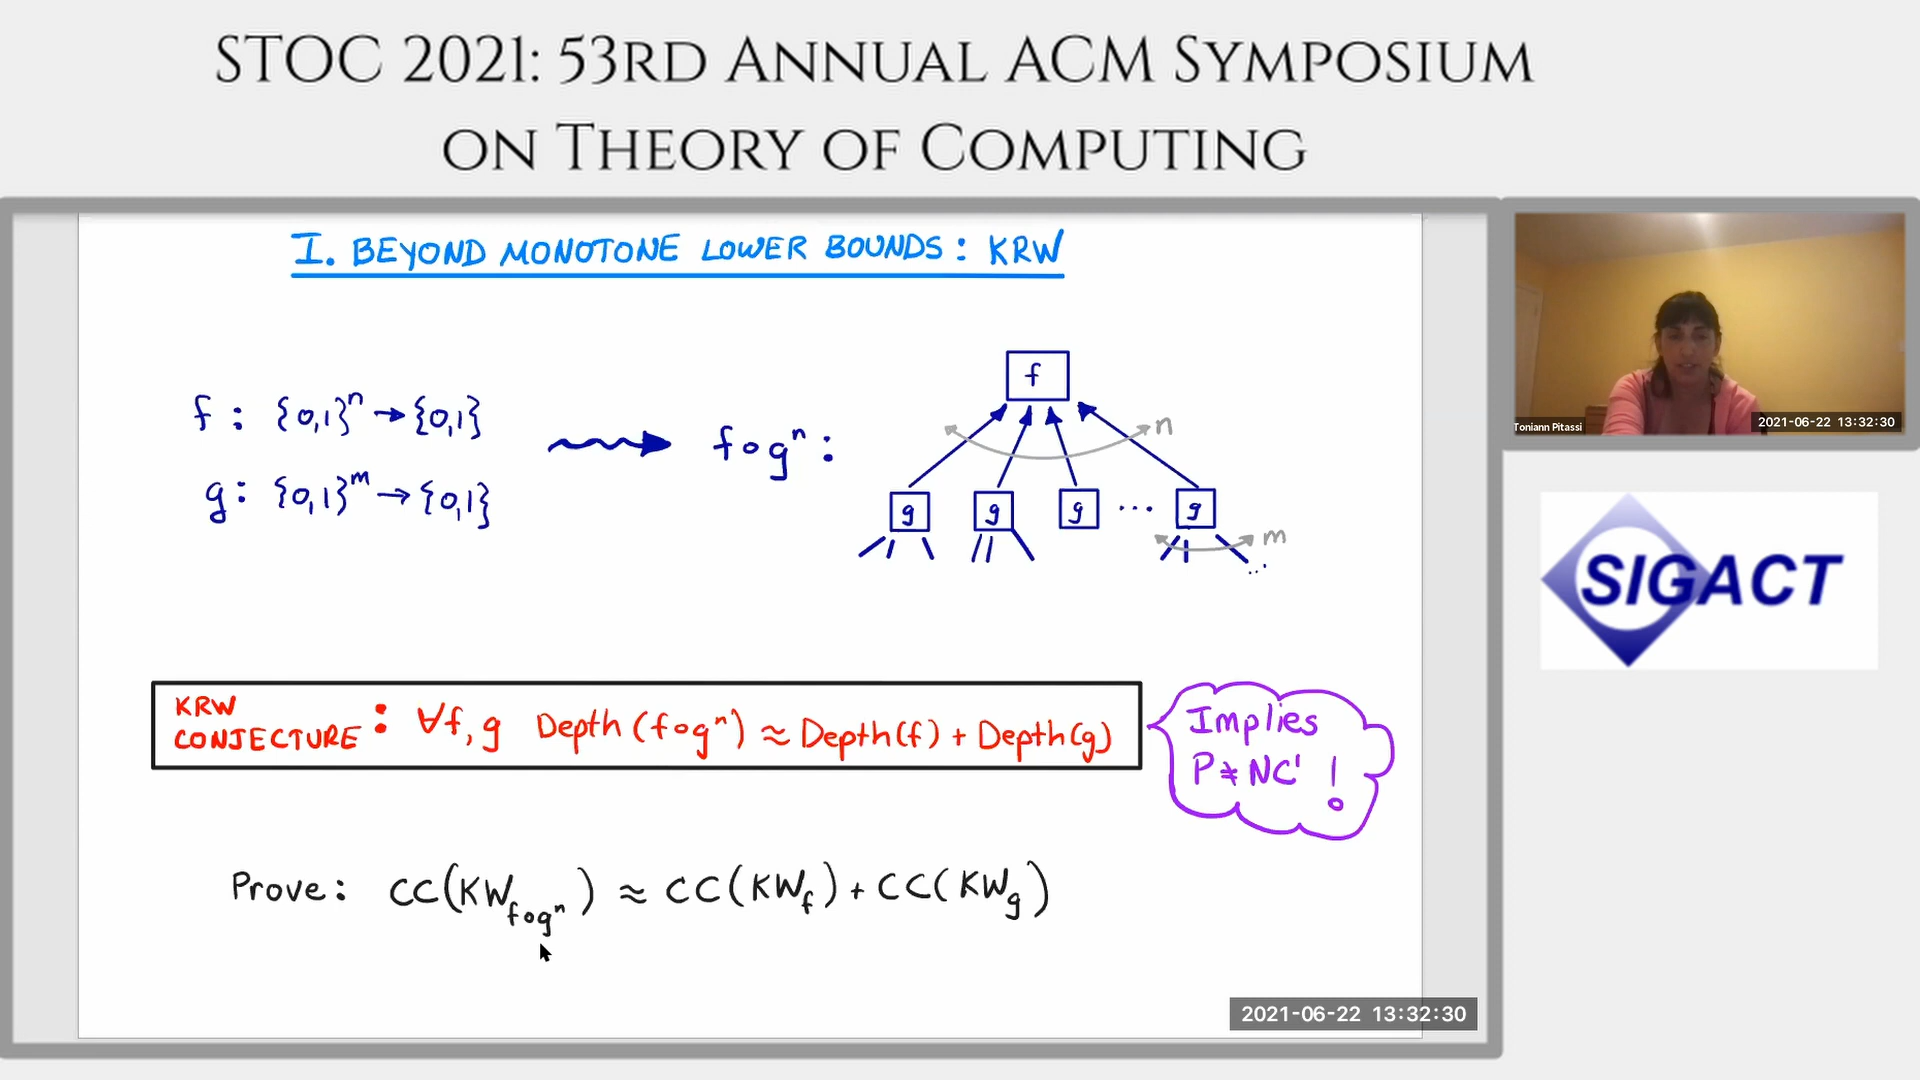 STOC 2021: 53RD ANNUAL ACM SYMPOSIUM
ON THEORY OF COMPUTING
I. BEYOND MONOTONE LOWER BOUNDS: KRW
f : {0,1}ⁿ → {0,1}
g : {0,1}ᵐ → {0,1}
f∘gⁿ :
f
n
g g g ... g
m
...
KRW CONJECTURE : ∀f, g Depth(f∘gⁿ) ≈ Depth(f) + Depth(g)
Implies
P ≠ NC¹ !
Prove: CC(KW_{f∘gⁿ}) ≈ CC(KW_f) + CC(KW_g)
2021-06-22 13:32:30
Toniann Pitassi
2021-06-22 13:32:30
SIGACT